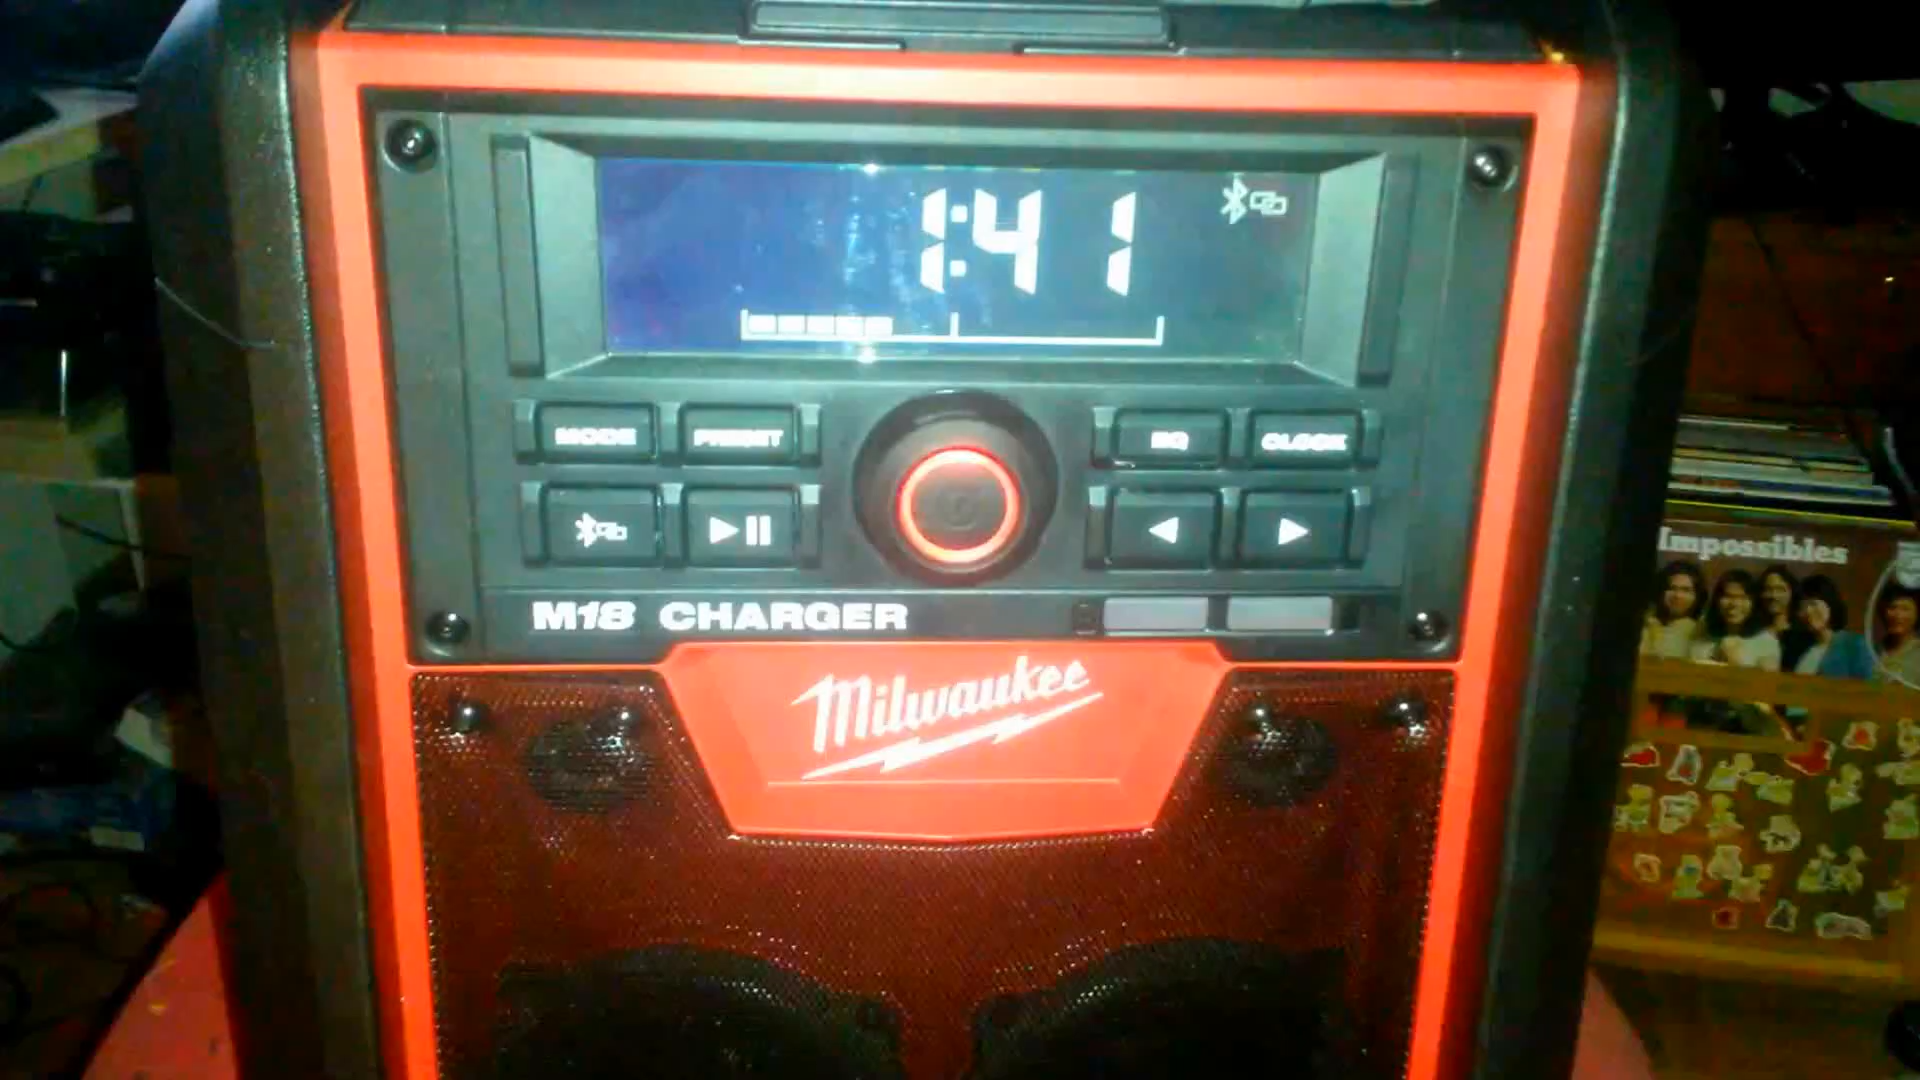 1:41
MODE PRESET EQ CLOCK
M18 CHARGER
Milwaukee
Impossibles